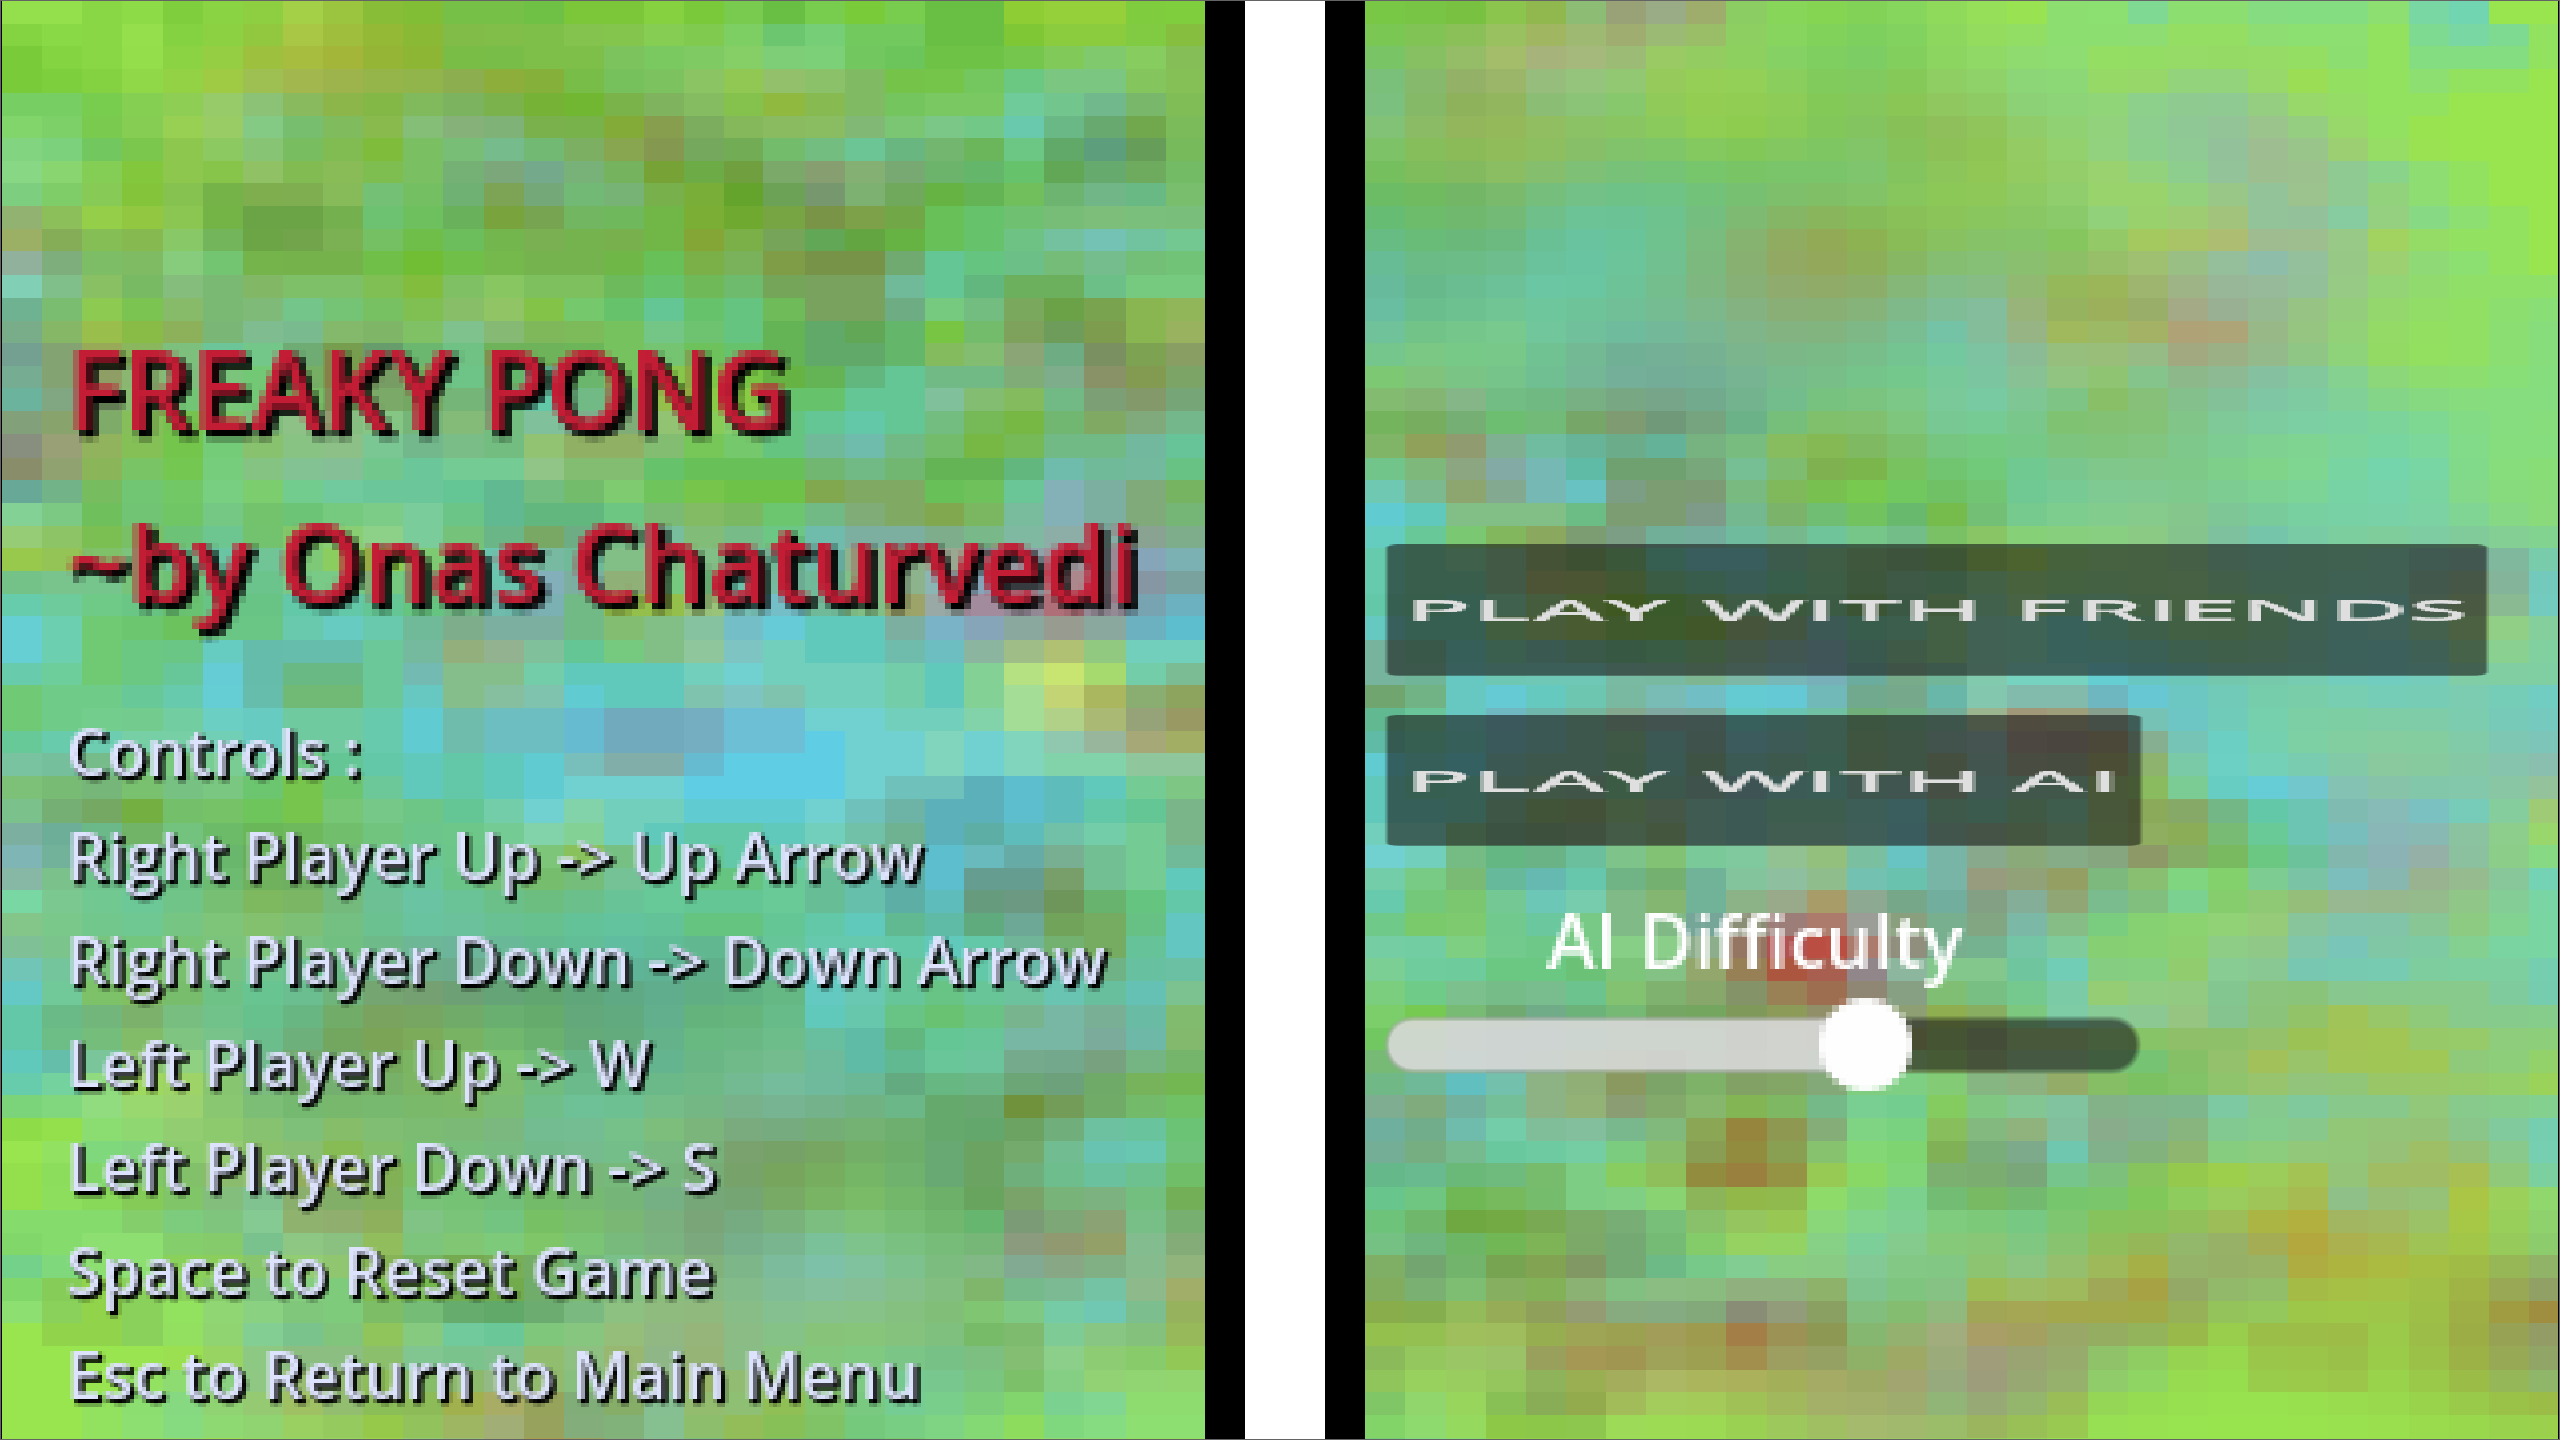 FREAKY PONG
~by Onas Chaturvedi
Controls :
Right Player Up -> Up Arrow
Right Player Down -> Down Arrow
Left Player Up -> W
Left Player Down -> S
Space to Reset Game
Esc to Return to Main Menu
PLAY WITH FRIENDS
PLAY WITH AI
AI Difficulty